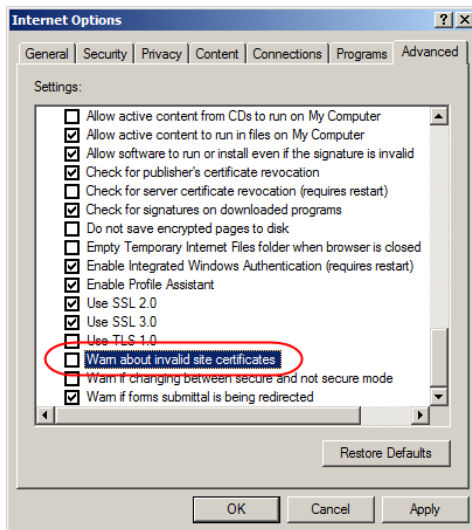 Internet Options
General Security Privacy Content Connections Programs Advanced
Settings:
Allow active content from CDs to run on My Computer
Allow active content to run in files on My Computer
Allow software to run or install even if the signature is invalid
Check for publisher's certificate revocation
Check for server certificate revocation (requires restart)
Check for signatures on downloaded programs
Do not save encrypted pages to disk
Empty Temporary Internet Files folder when browser is closed
Enable Integrated Windows Authentication (requires restart)
Enable Profile Assistant
Use SSL 2.0
Use SSL 3.0
Use TLS 1.0
Warn about invalid site certificates
Warn if changing between secure and not secure mode
Warn if forms submittal is being redirected
Restore Defaults
OK Cancel Apply